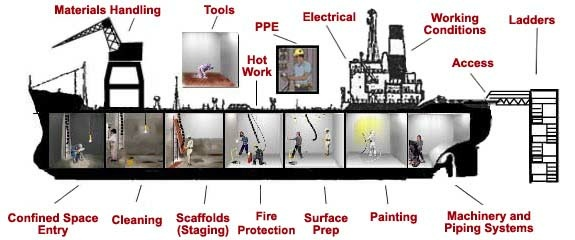 Materials Handling
Tools
PPE
Electrical
Working
Conditions
Ladders
Hot
Work
Access
Confined Space
Entry
Cleaning
Scaffolds
(Staging)
Fire
Protection
Surface
Prep
Painting
Machinery and
Piping Systems